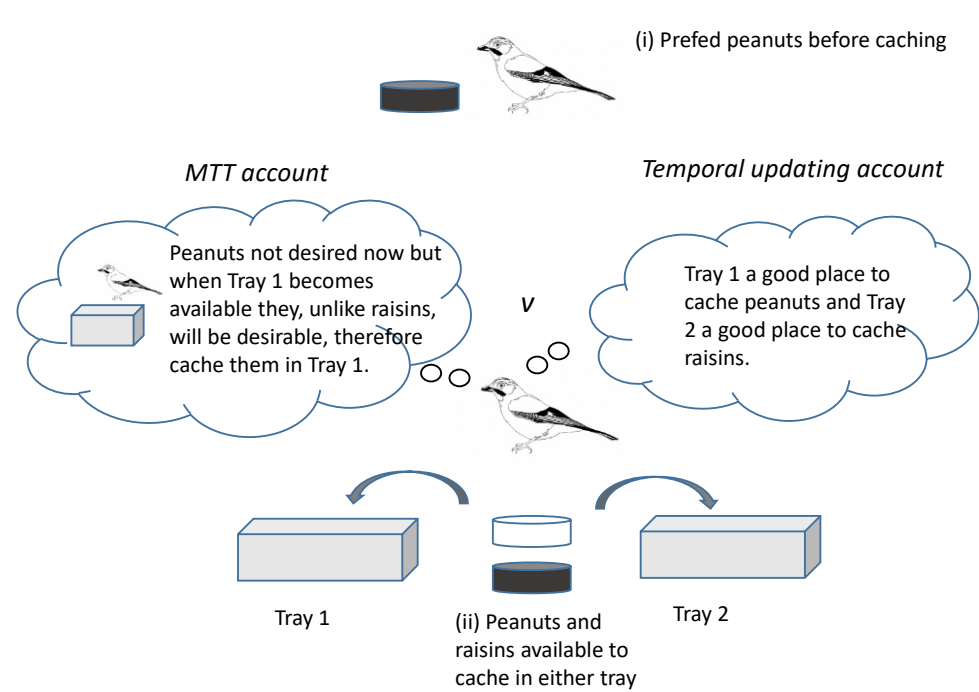 (i) Prefed peanuts before caching
MTT account
Temporal updating account
Peanuts not desired now but
when Tray 1 becomes
available they, unlike raisins,
will be desirable, therefore
cache them in Tray 1.
v
Tray 1 a good place to
cache peanuts and Tray
2 a good place to cache
raisins.
Tray 1
(ii) Peanuts and
raisins available to
cache in either tray
Tray 2